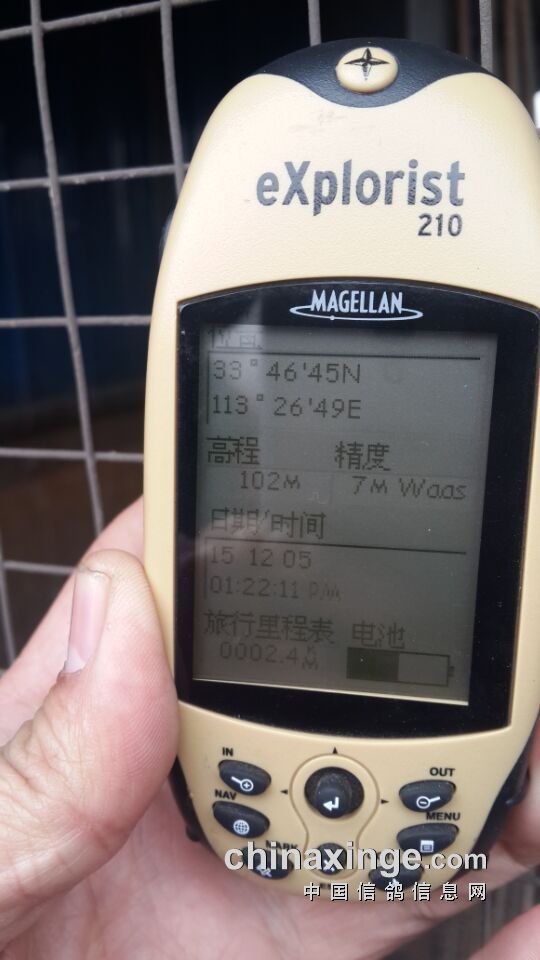 eXplorist
210
MAGELLAN
33°46'45N
113°26'49E
高程 精度
102M 7M Waas
日期/时间
15 12 05
01:22:11 P.M.
旅行里程表 电池
0002.4 KM
IN
OUT
NAV
MENU
chinaxinge.com
中国信鸽信息网